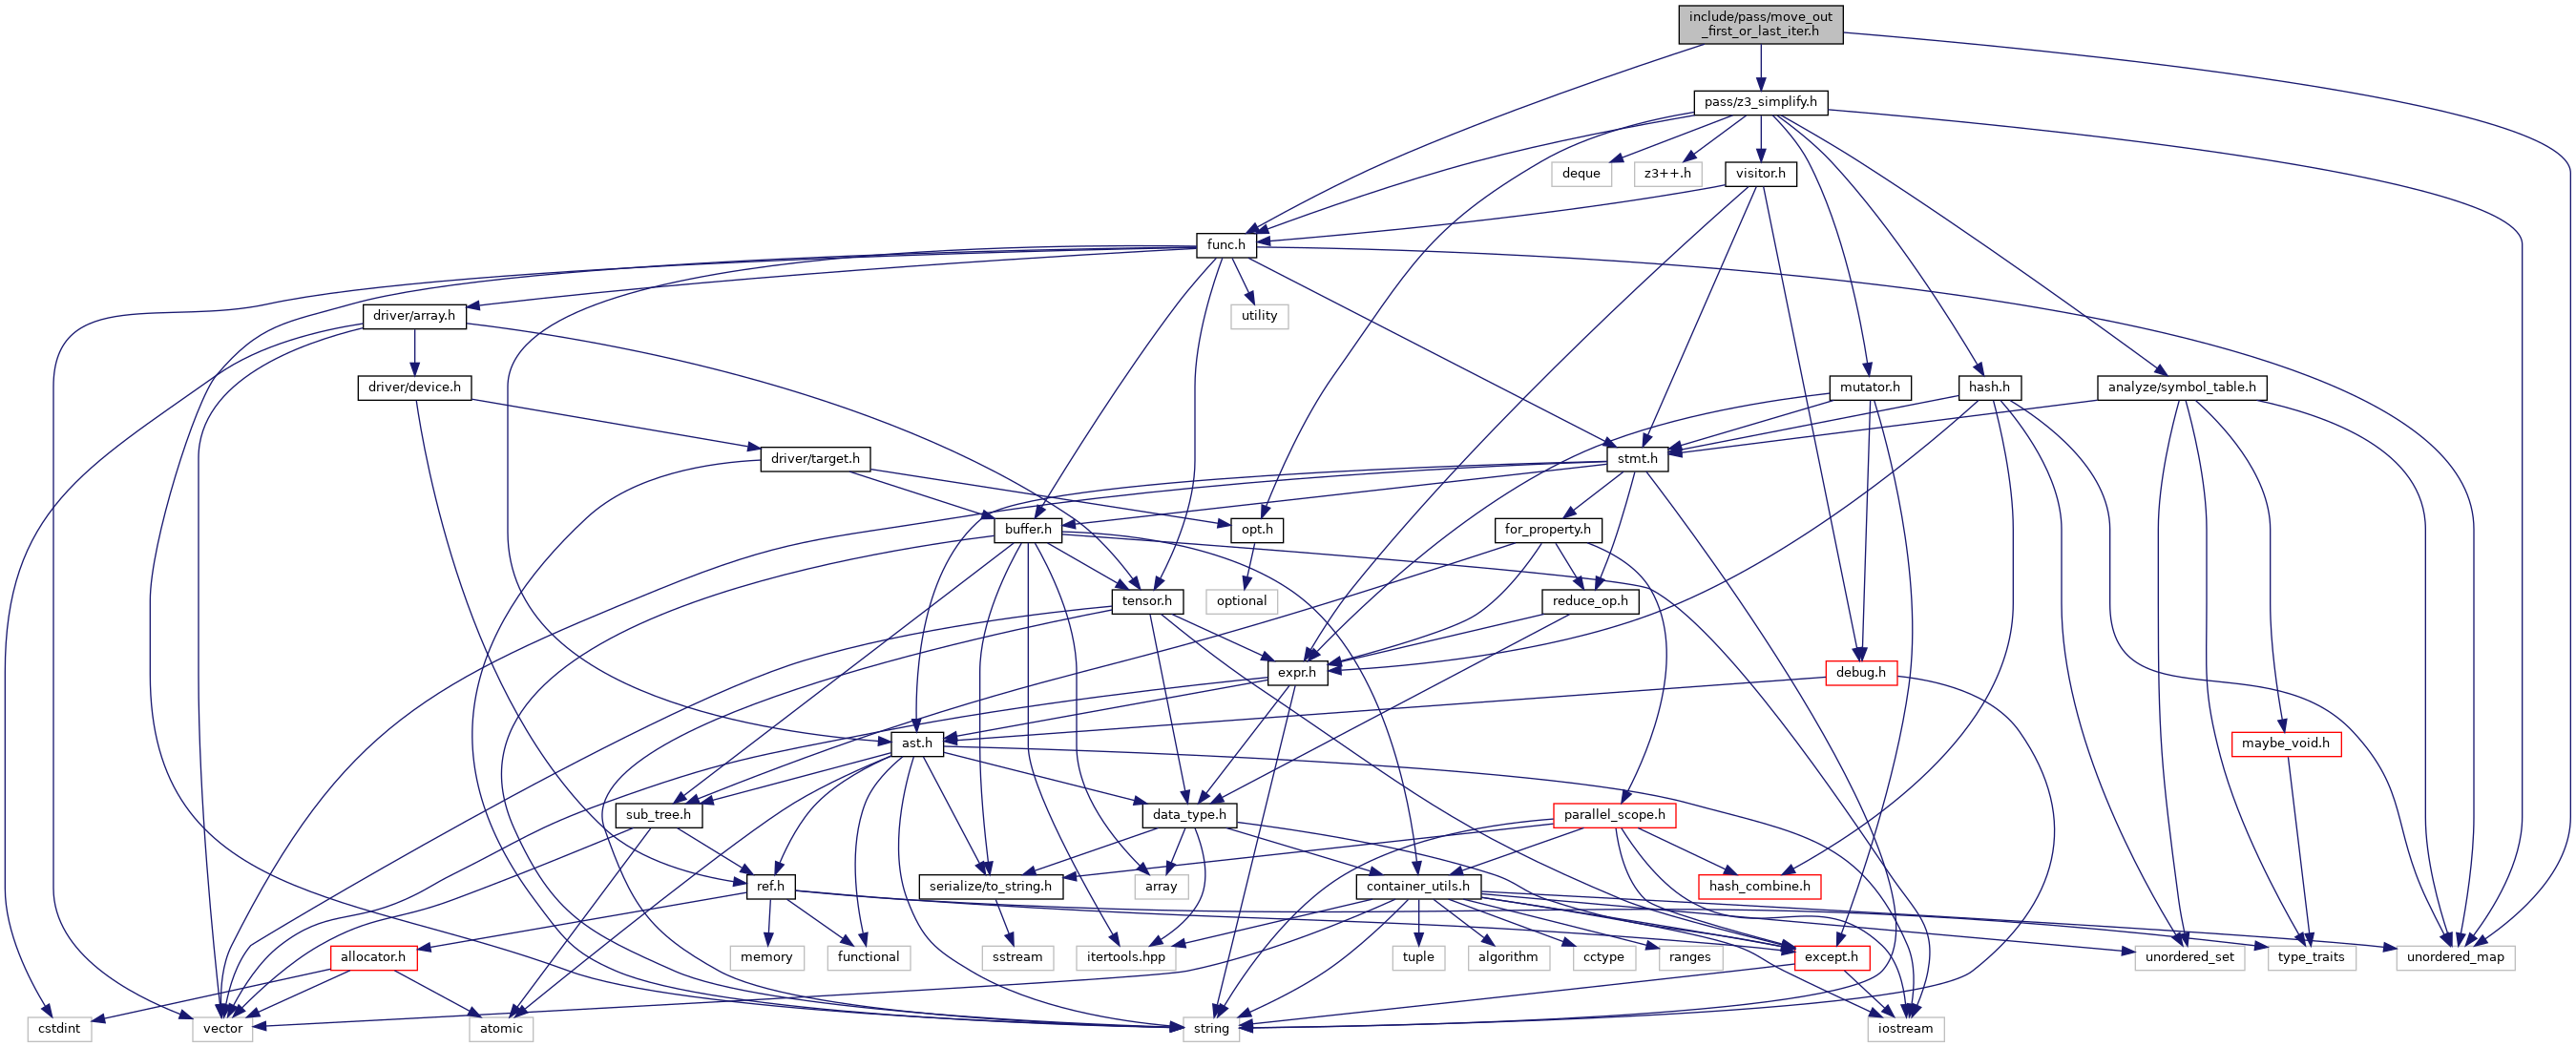 include/pass/move_out
_first_or_last_iter.h
pass/z3_simplify.h
deque
z3++.h
visitor.h
func.h
driver/array.h
utility
driver/device.h
mutator.h
hash.h
analyze/symbol_table.h
driver/target.h
stmt.h
buffer.h
opt.h
for_property.h
tensor.h
optional
reduce_op.h
expr.h
debug.h
ast.h
maybe_void.h
sub_tree.h
data_type.h
parallel_scope.h
ref.h
serialize/to_string.h
array
container_utils.h
hash_combine.h
allocator.h
memory
functional
sstream
itertools.hpp
tuple
algorithm
cctype
ranges
except.h
unordered_set
type_traits
unordered_map
cstdint
vector
atomic
string
iostream